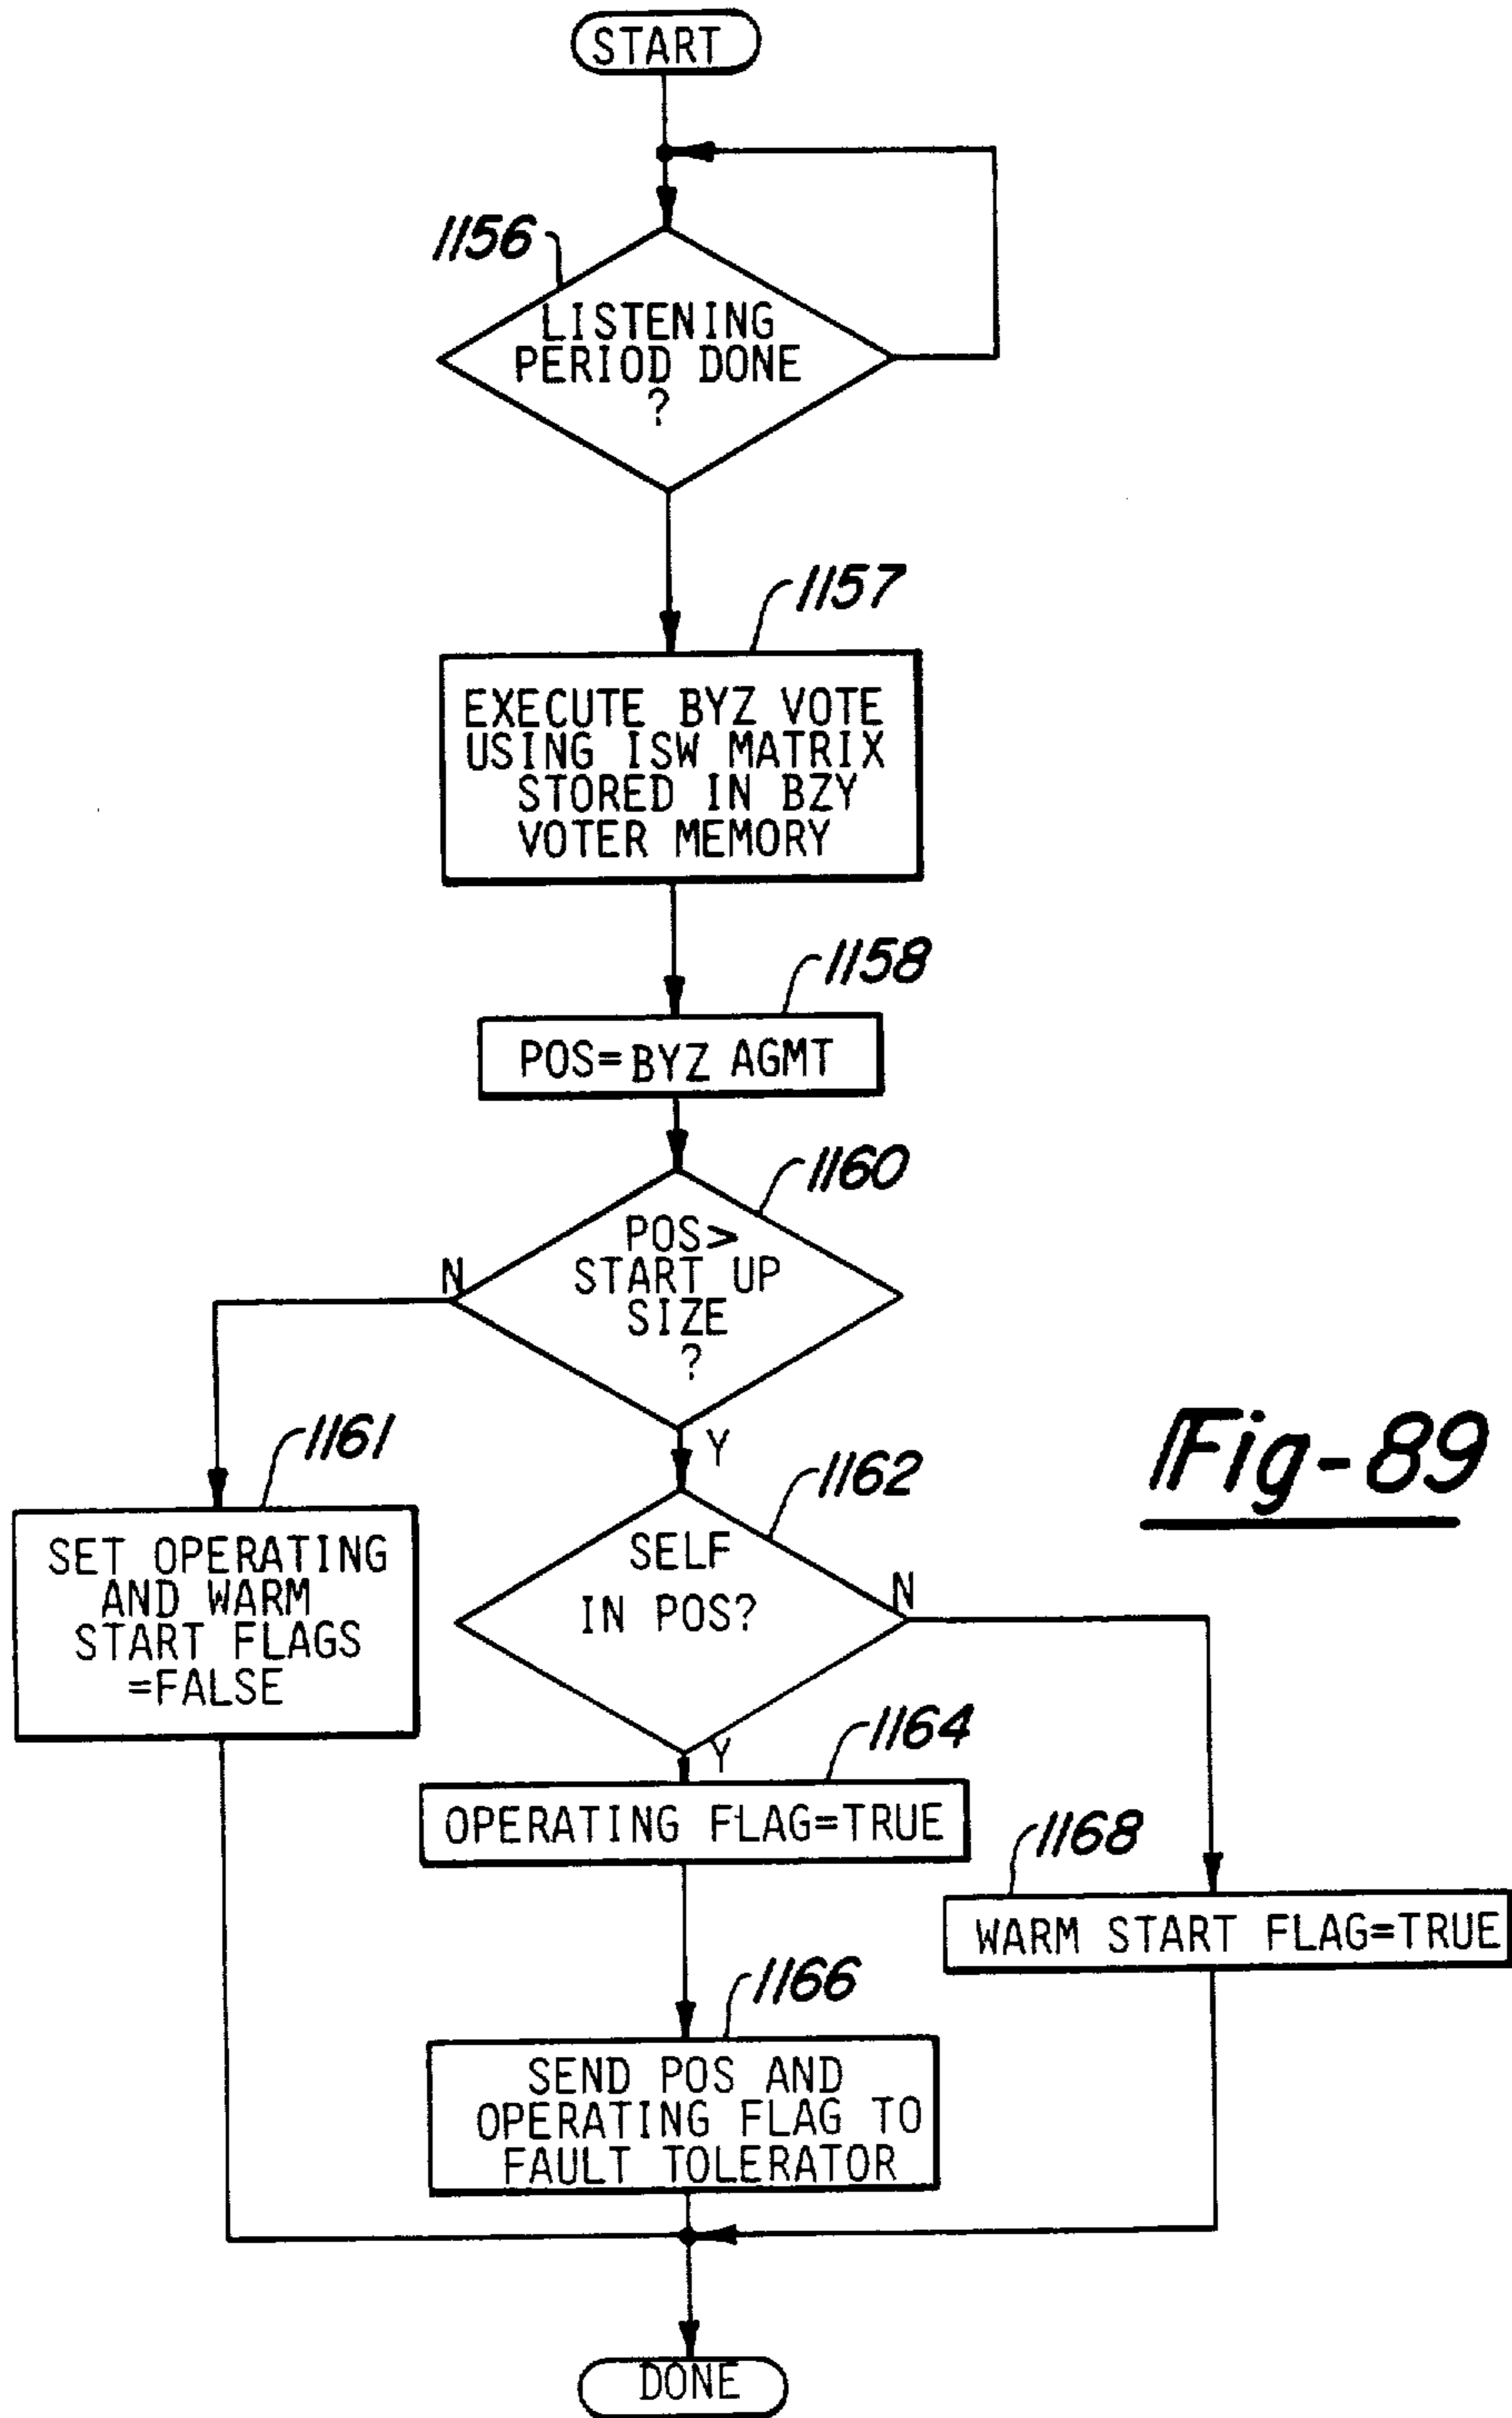 START
1156
LISTENING
PERIOD DONE
?
1157
EXECUTE BYZ VOTE
USING ISW MATRIX
STORED IN BZY
VOTER MEMORY
1158
POS=BYZ AGMT
1160
POS>
START UP
SIZE
?
N
Y
1161
SET OPERATING
AND WARM
START FLAGS
=FALSE
1162
SELF
IN POS?
N
Y
Fig-89
1164
OPERATING FLAG=TRUE
1168
WARM START FLAG=TRUE
1166
SEND POS AND
OPERATING FLAG TO
FAULT TOLERATOR
DONE